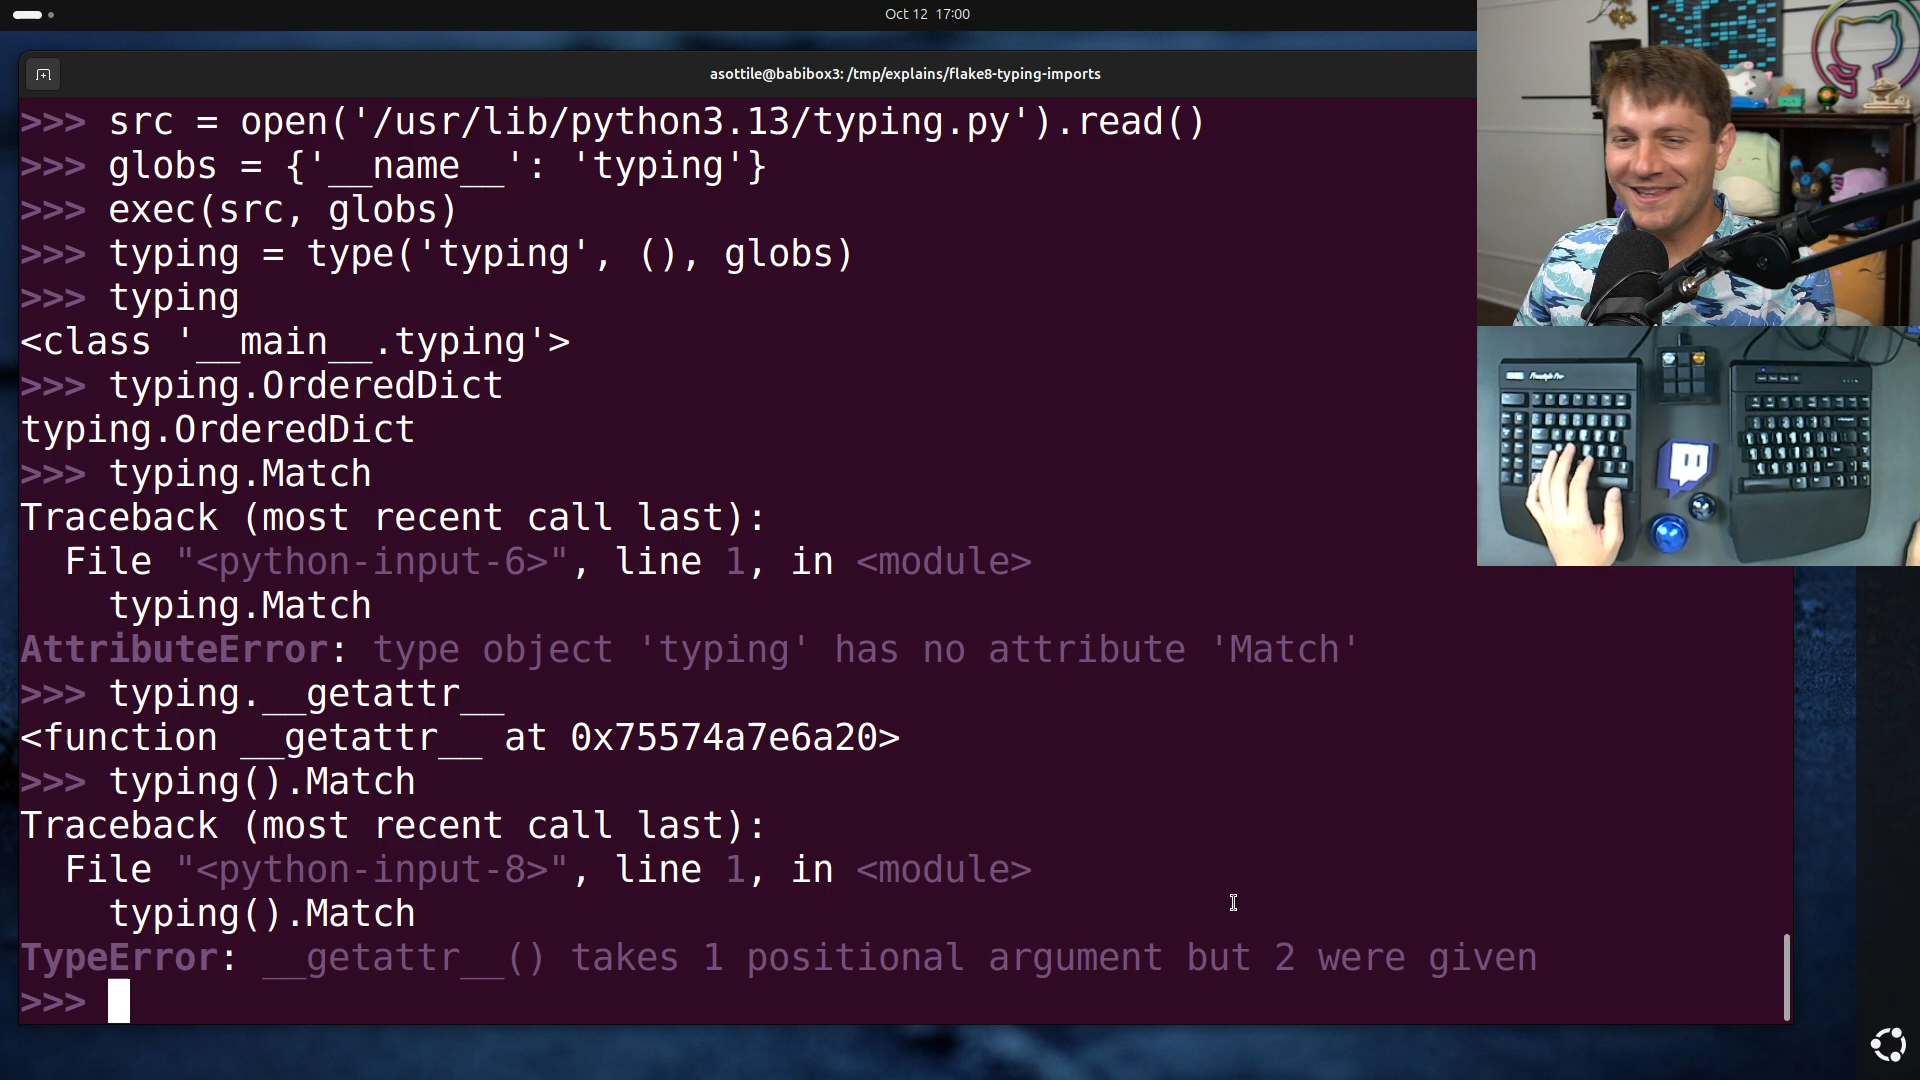 Oct 12 17:00
asottile@babibox3: /tmp/explains/flake8-typing-imports
>>> src = open('/usr/lib/python3.13/typing.py').read()
>>> globs = {'__name__': 'typing'}
>>> exec(src, globs)
>>> typing = type('typing', (), globs)
>>> typing
<class '__main__.typing'>
>>> typing.OrderedDict
typing.OrderedDict
>>> typing.Match
Traceback (most recent call last):
  File "<python-input-6>", line 1, in <module>
    typing.Match
AttributeError: type object 'typing' has no attribute 'Match'
>>> typing.__getattr__
<function __getattr__ at 0x75574a7e6a20>
>>> typing().Match
Traceback (most recent call last):
  File "<python-input-8>", line 1, in <module>
    typing().Match
TypeError: __getattr__() takes 1 positional argument but 2 were given
>>>